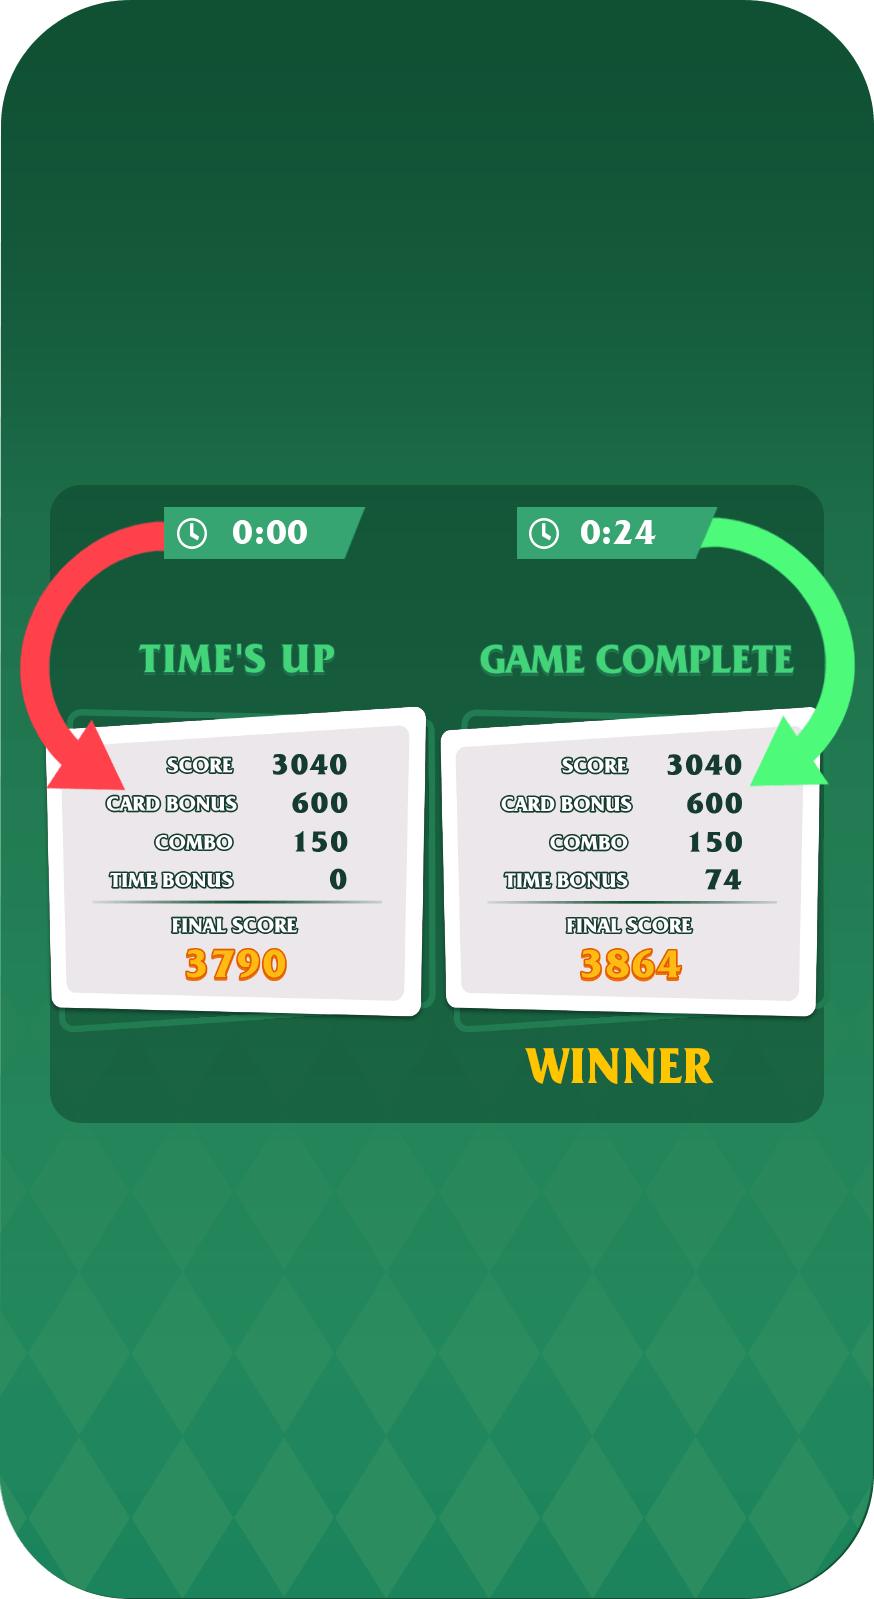 0:00
TIME'S UP
SCORE 3040
CARD BONUS 600
COMBO 150
TIME BONUS 0
FINAL SCORE
3790
0:24
GAME COMPLETE
SCORE 3040
CARD BONUS 600
COMBO 150
TIME BONUS 74
FINAL SCORE
3864
WINNER